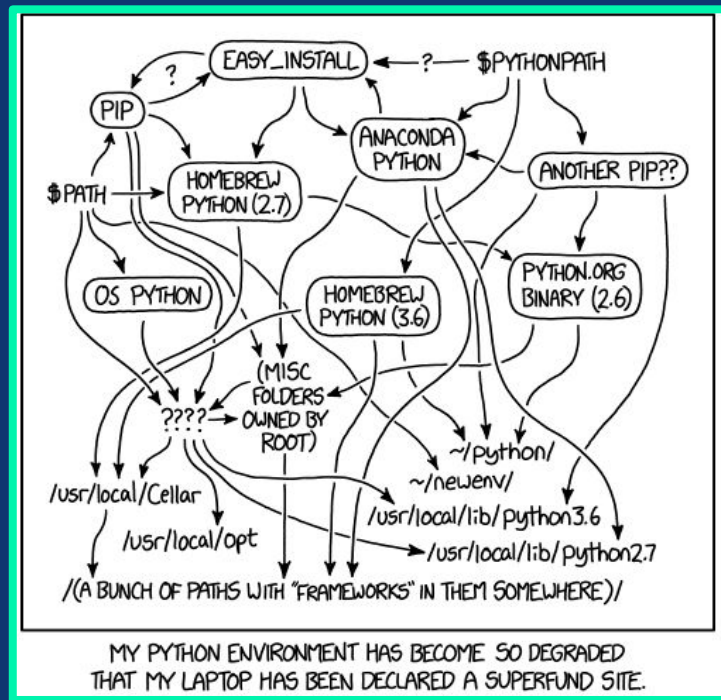 EASY_INSTALL
?
$PYTHONPATH
?
PIP
ANACONDA
PYTHON
ANOTHER PIP??
HOMEBREW
PYTHON (2.7)
$PATH
OS PYTHON
HOMEBREW
PYTHON (3.6)
PYTHON.ORG
BINARY (2.6)
(MISC
FOLDERS
OWNED BY
ROOT)
????
~/python/
~/newenv/
/usr/local/Cellar
/usr/local/lib/python3.6
/usr/local/opt
/usr/local/lib/python2.7
/(A BUNCH OF PATHS WITH "FRAMEWORKS" IN THEM SOMEWHERE)/
MY PYTHON ENVIRONMENT HAS BECOME SO DEGRADED
THAT MY LAPTOP HAS BEEN DECLARED A SUPERFUND SITE.